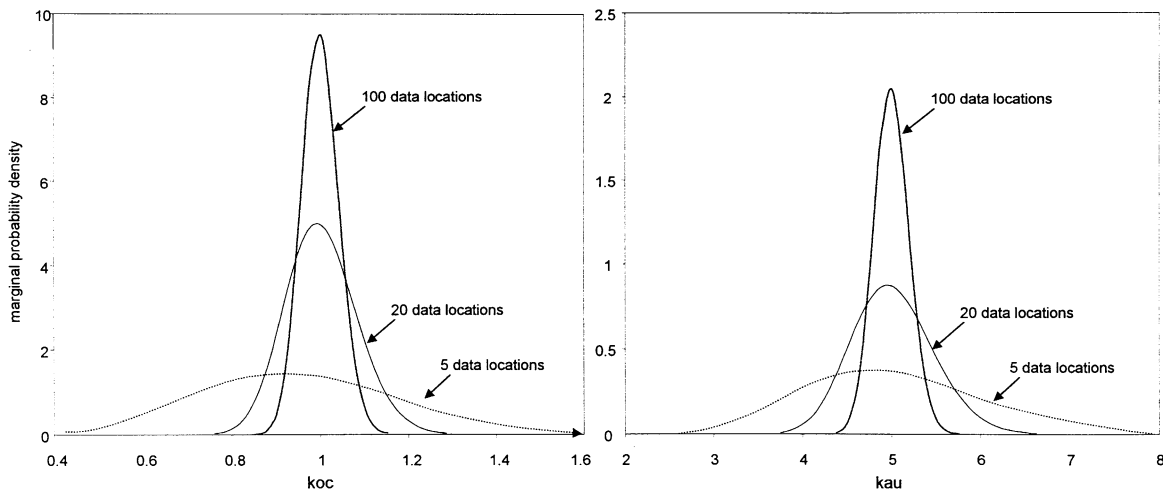 10
8
6
4
2
0
marginal probability density
100 data locations
20 data locations
5 data locations
0.4 0.6 0.8 1 1.2 1.4 1.6
koc
2.5
2
1.5
1
0.5
0
100 data locations
20 data locations
5 data locations
2 3 4 5 6 7 8
kau